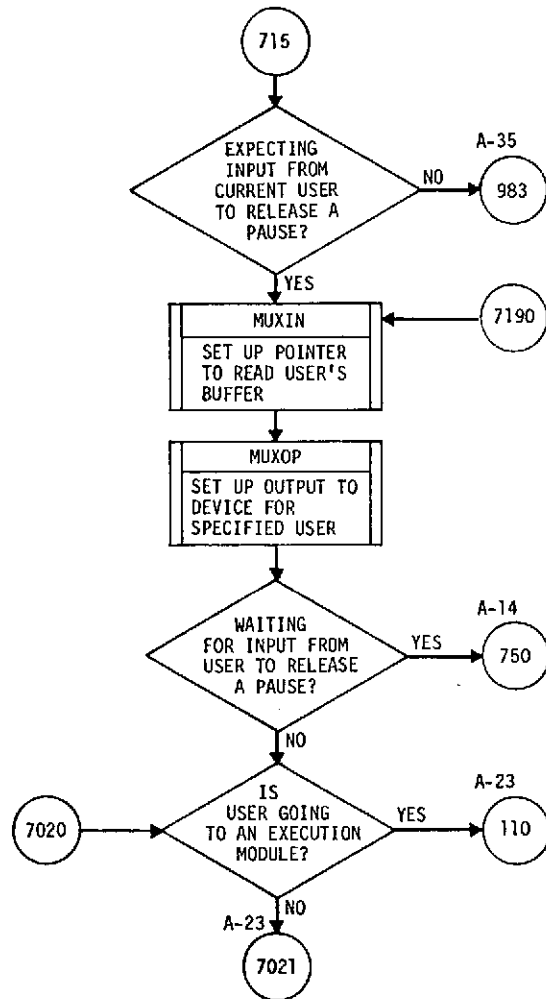 715
EXPECTING
INPUT FROM
CURRENT USER
TO RELEASE A
PAUSE?
NO
A-35
983
YES
MUXIN
SET UP POINTER
TO READ USER'S
BUFFER
7190
MUXOP
SET UP OUTPUT TO
DEVICE FOR
SPECIFIED USER
WAITING
FOR INPUT FROM
USER TO RELEASE
A PAUSE?
YES
A-14
750
NO
7020
IS
USER GOING
TO AN EXECUTION
MODULE?
YES
A-23
110
NO
A-23
7021